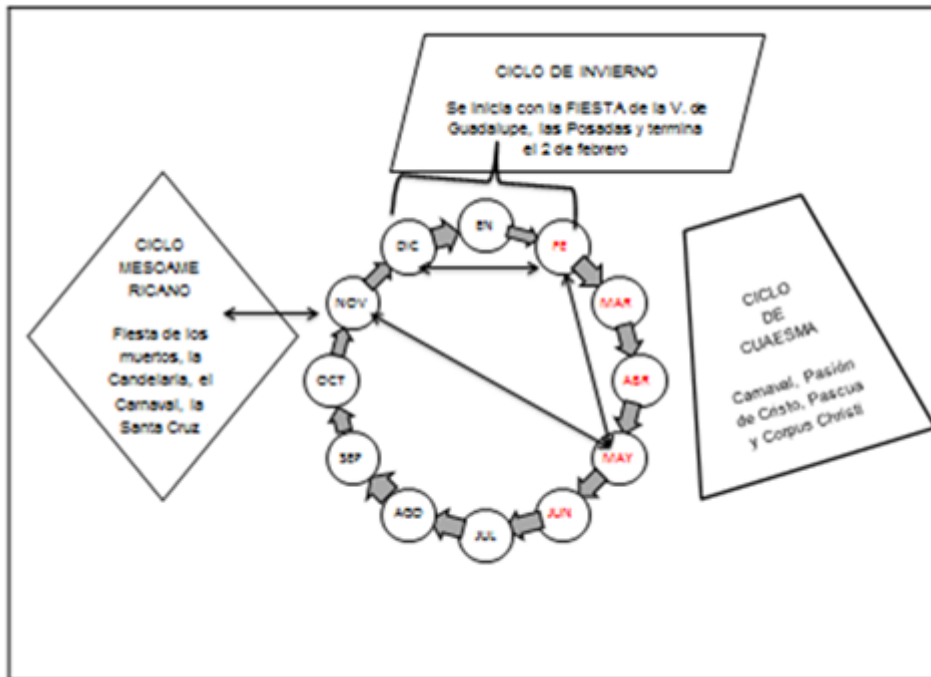 CICLO DE INVIERNO
Se inicia con la FIESTA de la V. de
Guadalupe, las Posadas y termina
el 2 de febrero
CICLO
MESOAME
RICANO
Fiesta de los
muertos, la
Candelaria, el
Carnaval, la
Santa Cruz
EN
FE
MAR
ABR
MAY
JUN
JUL
AGO
SEP
OCT
NOV
DIC
CICLO
DE
CUAESMA
Carnaval, Pasión
de Cristo, Pascua
y Corpus Christi